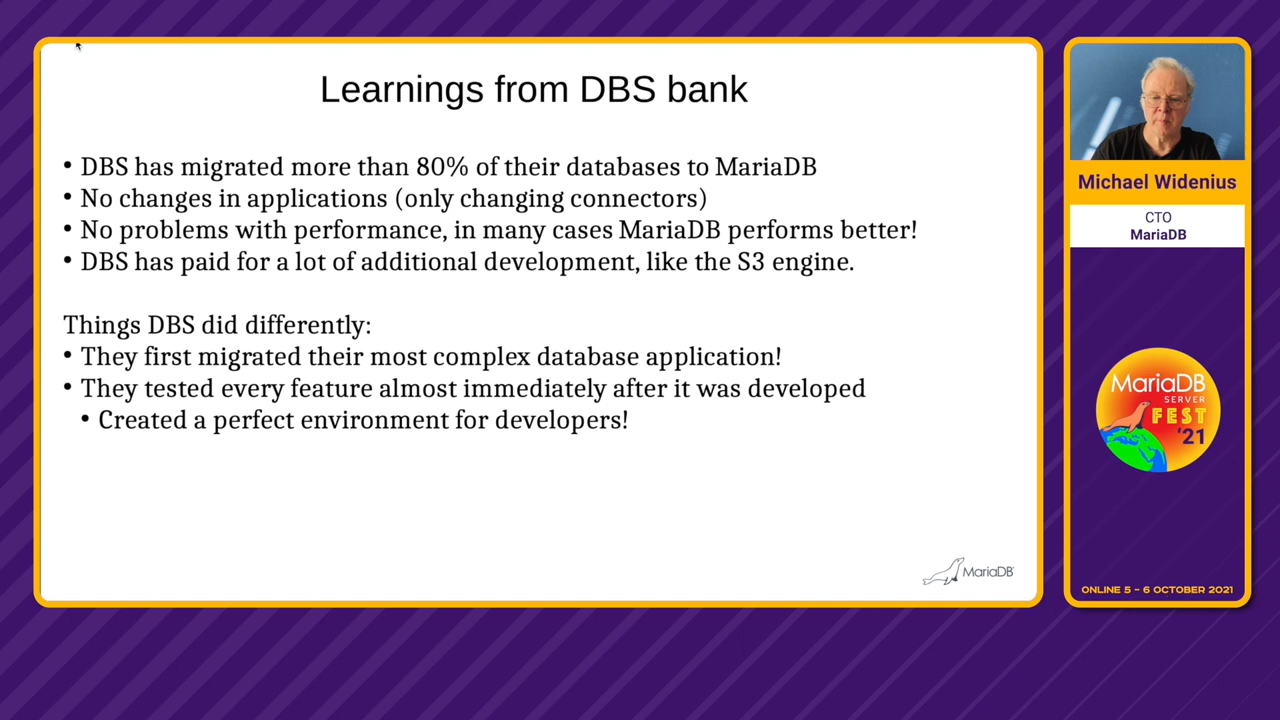 Learnings from DBS bank
• DBS has migrated more than 80% of their databases to MariaDB
• No changes in applications (only changing connectors)
• No problems with performance, in many cases MariaDB performs better!
• DBS has paid for a lot of additional development, like the S3 engine.
Things DBS did differently:
• They first migrated their most complex database application!
• They tested every feature almost immediately after it was developed
• Created a perfect environment for developers!
MariaDB
Michael Widenius
CTO
MariaDB
MariaDB
SERVER
FEST
'21
ONLINE 5 – 6 OCTOBER 2021